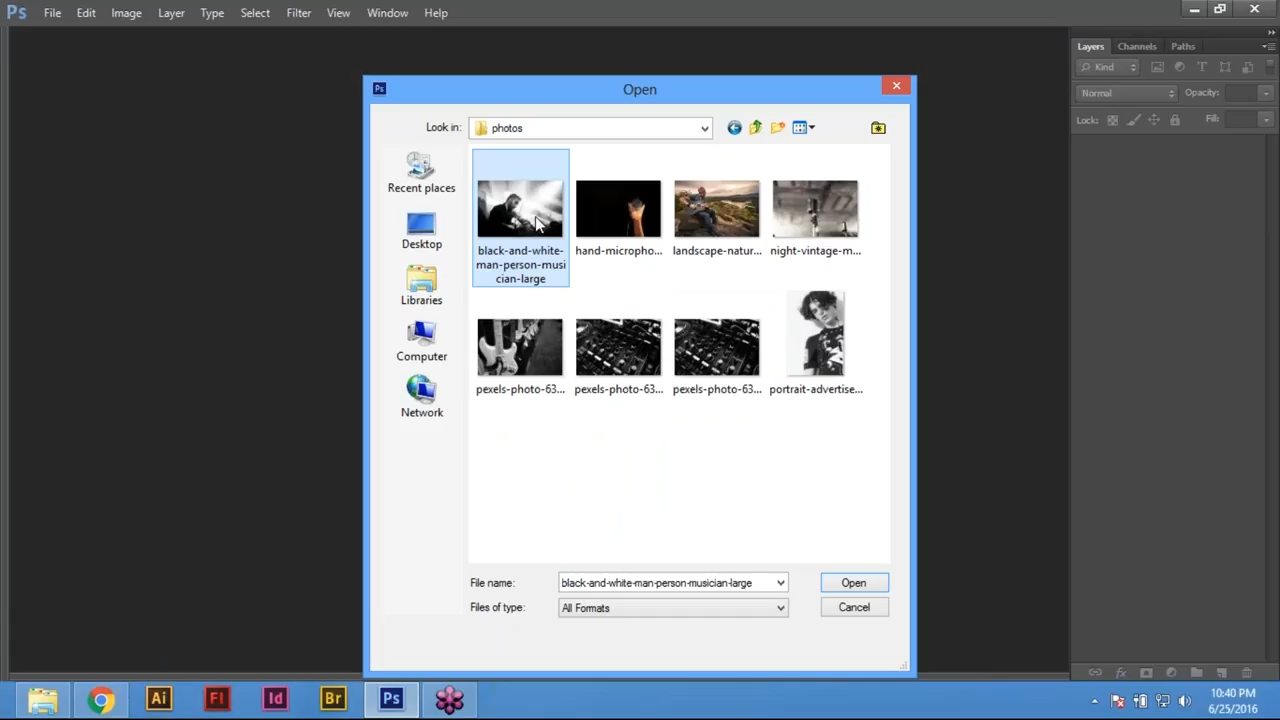 Ps File Edit Image Layer Type Select Filter View Window Help
Layers Channels Paths
Kind
Normal Opacity:
Lock: Fill:
Ps Open
Look in: photos
Recent places
Desktop
Libraries
Computer
Network
black-and-white-
man-person-musi
cian-large
hand-micropho...
landscape-natur...
night-vintage-m...
pexels-photo-63...
pexels-photo-63...
pexels-photo-63...
portrait-advertise...
File name: black-and-white-man-person-musician-large Open
Files of type: All Formats Cancel
fx
Ai Fl Id Br Ps
10:40 PM
6/25/2016